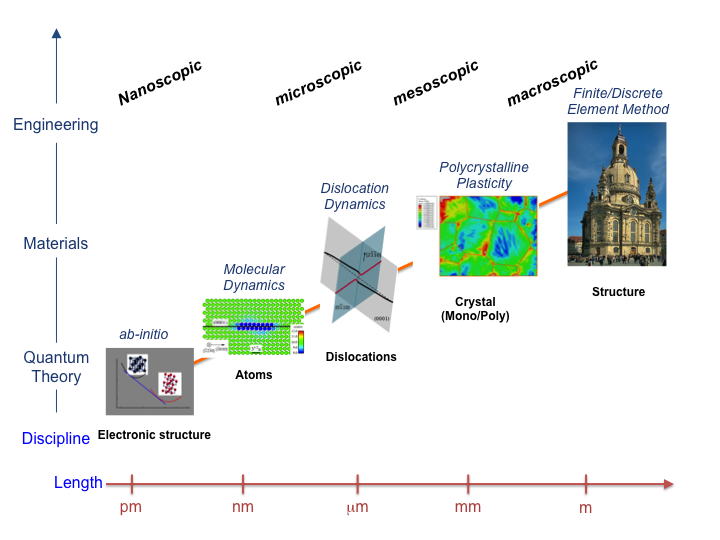 Nanoscopic
microscopic
mesoscopic
macroscopic
Finite/Discrete
Element Method
Engineering
Polycrystalline
Plasticity
Dislocation
Dynamics
Materials
Molecular
Dynamics
Structure
Crystal
(Mono/Poly)
(0001)
ab-initio
Quantum
Theory
Dislocations
Atoms
Discipline
Electronic structure
Length
pm
nm
μm
mm
m